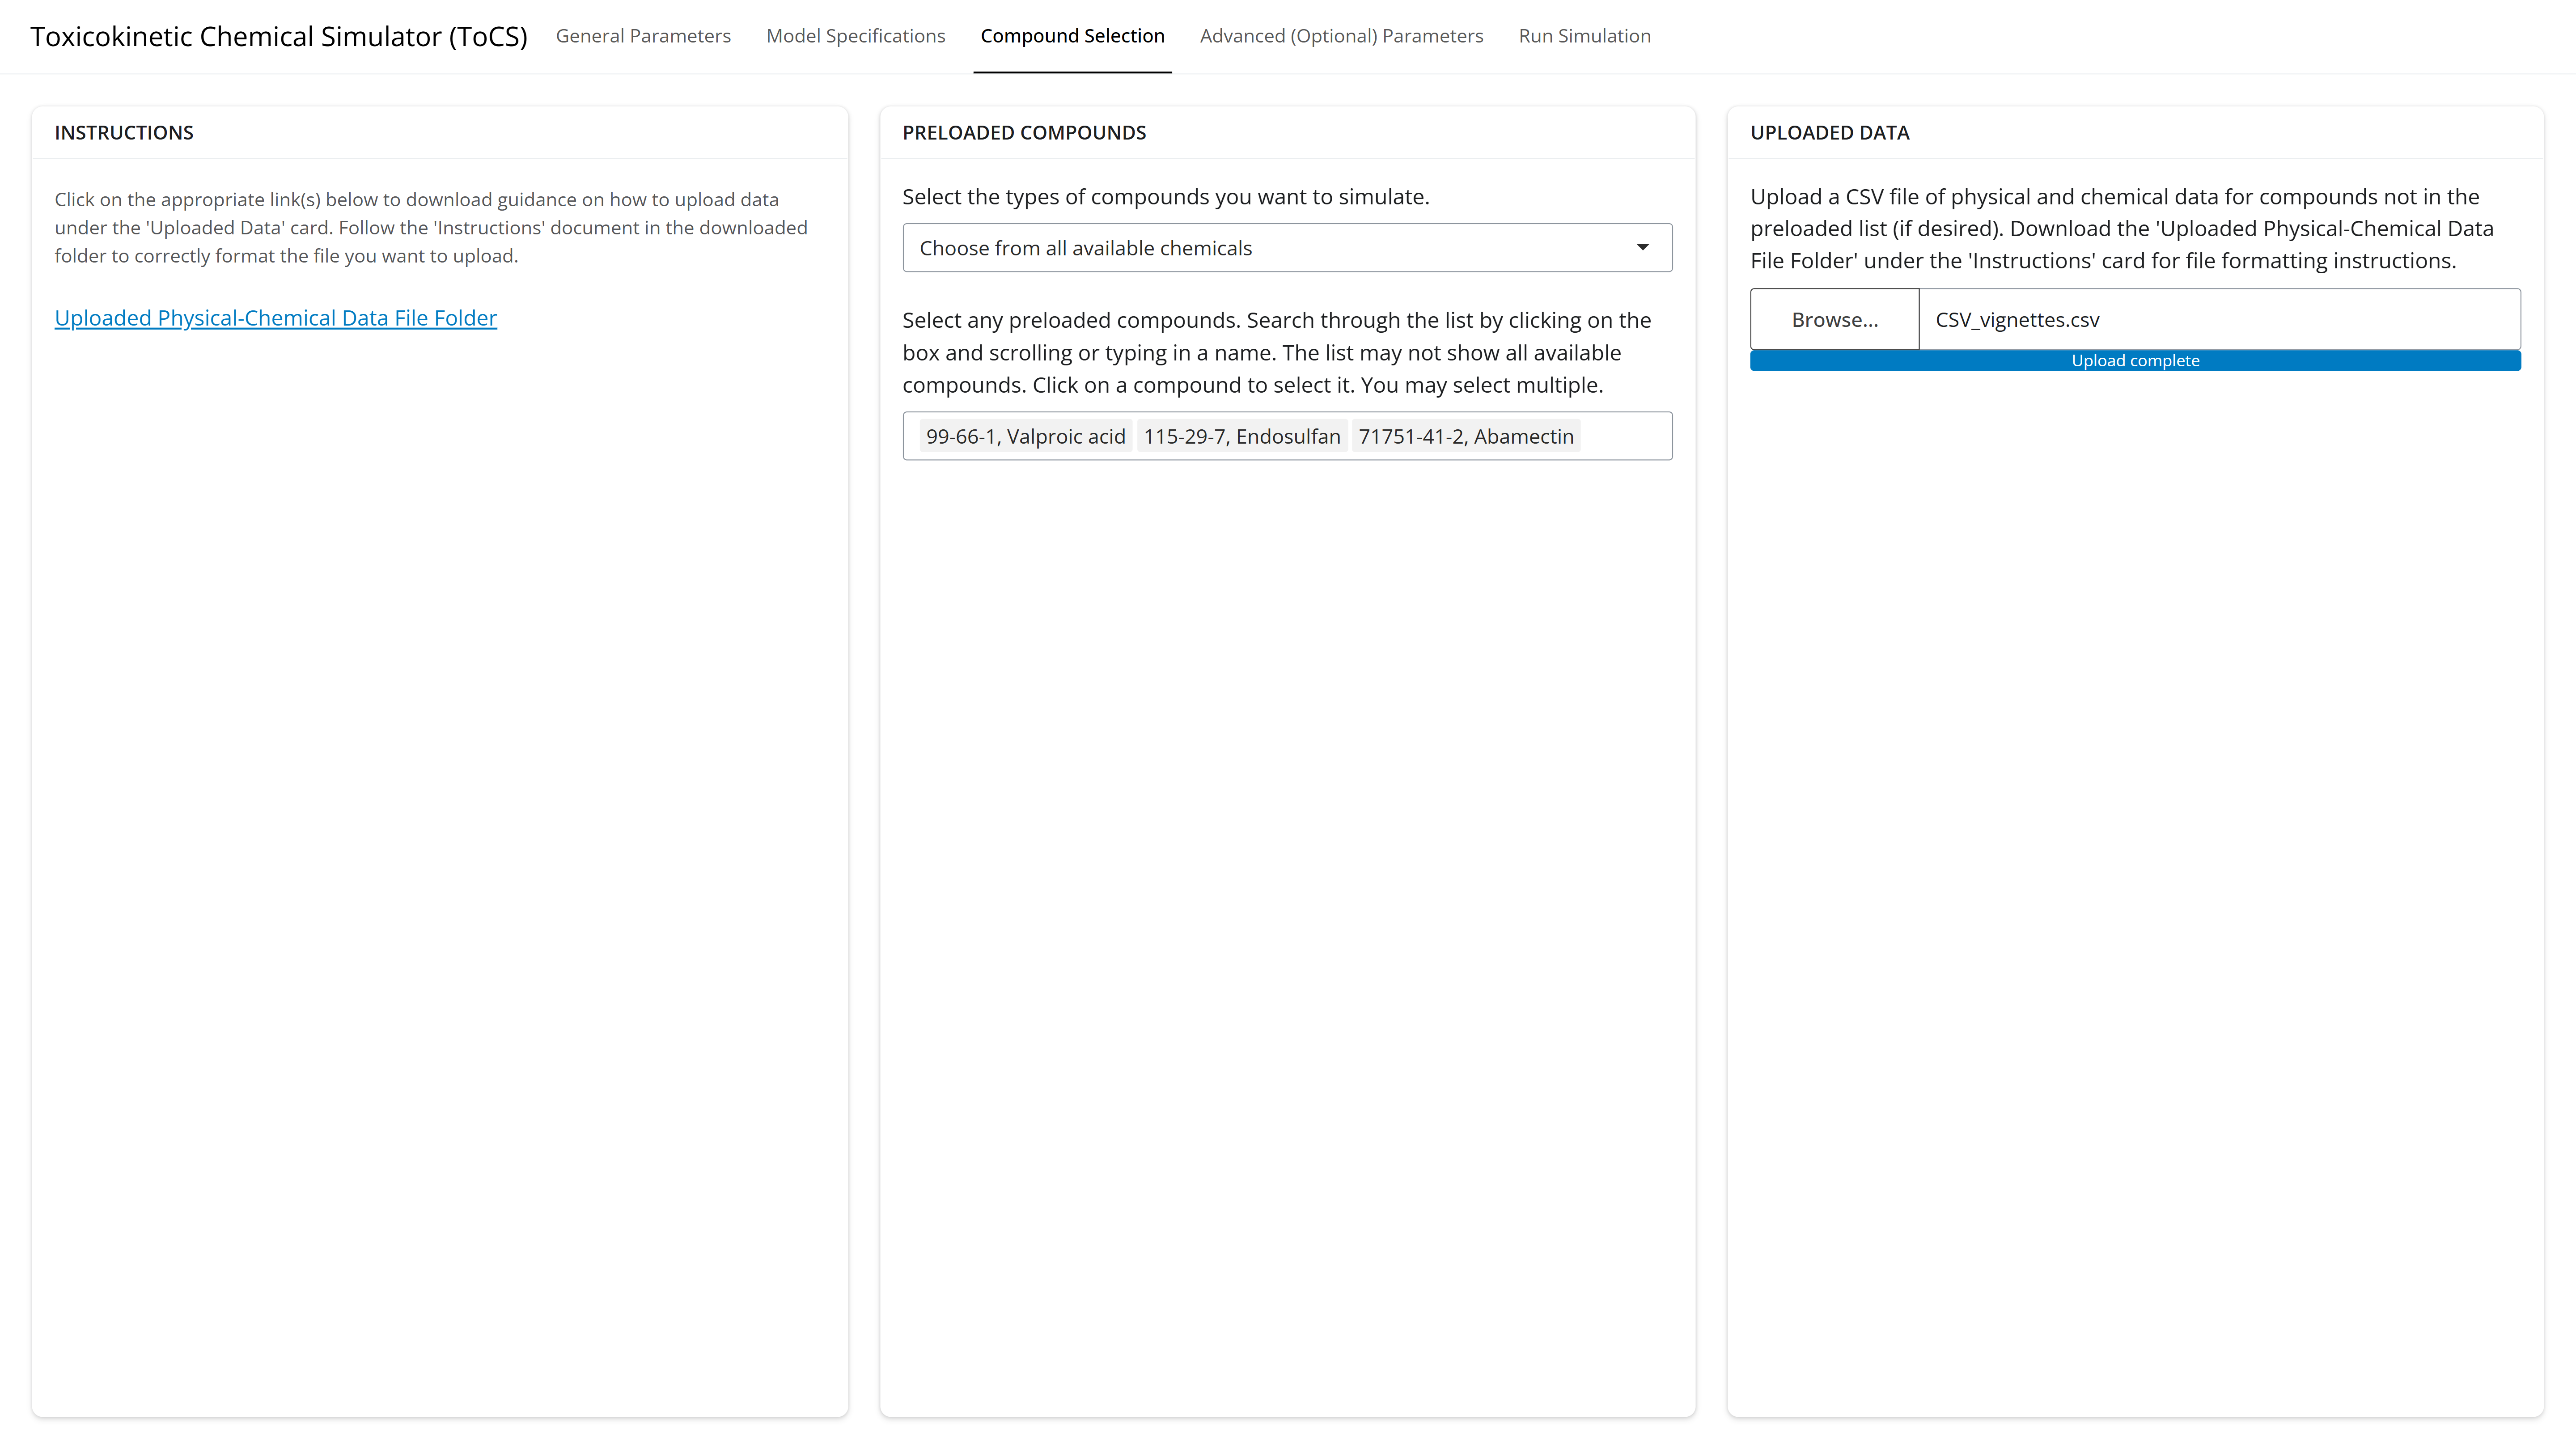 Toxicokinetic Chemical Simulator (ToCS)
General Parameters
Model Specifications
Compound Selection
Advanced (Optional) Parameters
Run Simulation
INSTRUCTIONS
Click on the appropriate link(s) below to download guidance on how to upload data
under the 'Uploaded Data' card. Follow the 'Instructions' document in the downloaded
folder to correctly format the file you want to upload.
Uploaded Physical-Chemical Data File Folder
PRELOADED COMPOUNDS
Select the types of compounds you want to simulate.
Choose from all available chemicals
Select any preloaded compounds. Search through the list by clicking on the
box and scrolling or typing in a name. The list may not show all available
compounds. Click on a compound to select it. You may select multiple.
99-66-1, Valproic acid 115-29-7, Endosulfan 71751-41-2, Abamectin
UPLOADED DATA
Upload a CSV file of physical and chemical data for compounds not in the
preloaded list (if desired). Download the 'Uploaded Physical-Chemical Data
File Folder' under the 'Instructions' card for file formatting instructions.
Browse... CSV_vignettes.csv
Upload complete